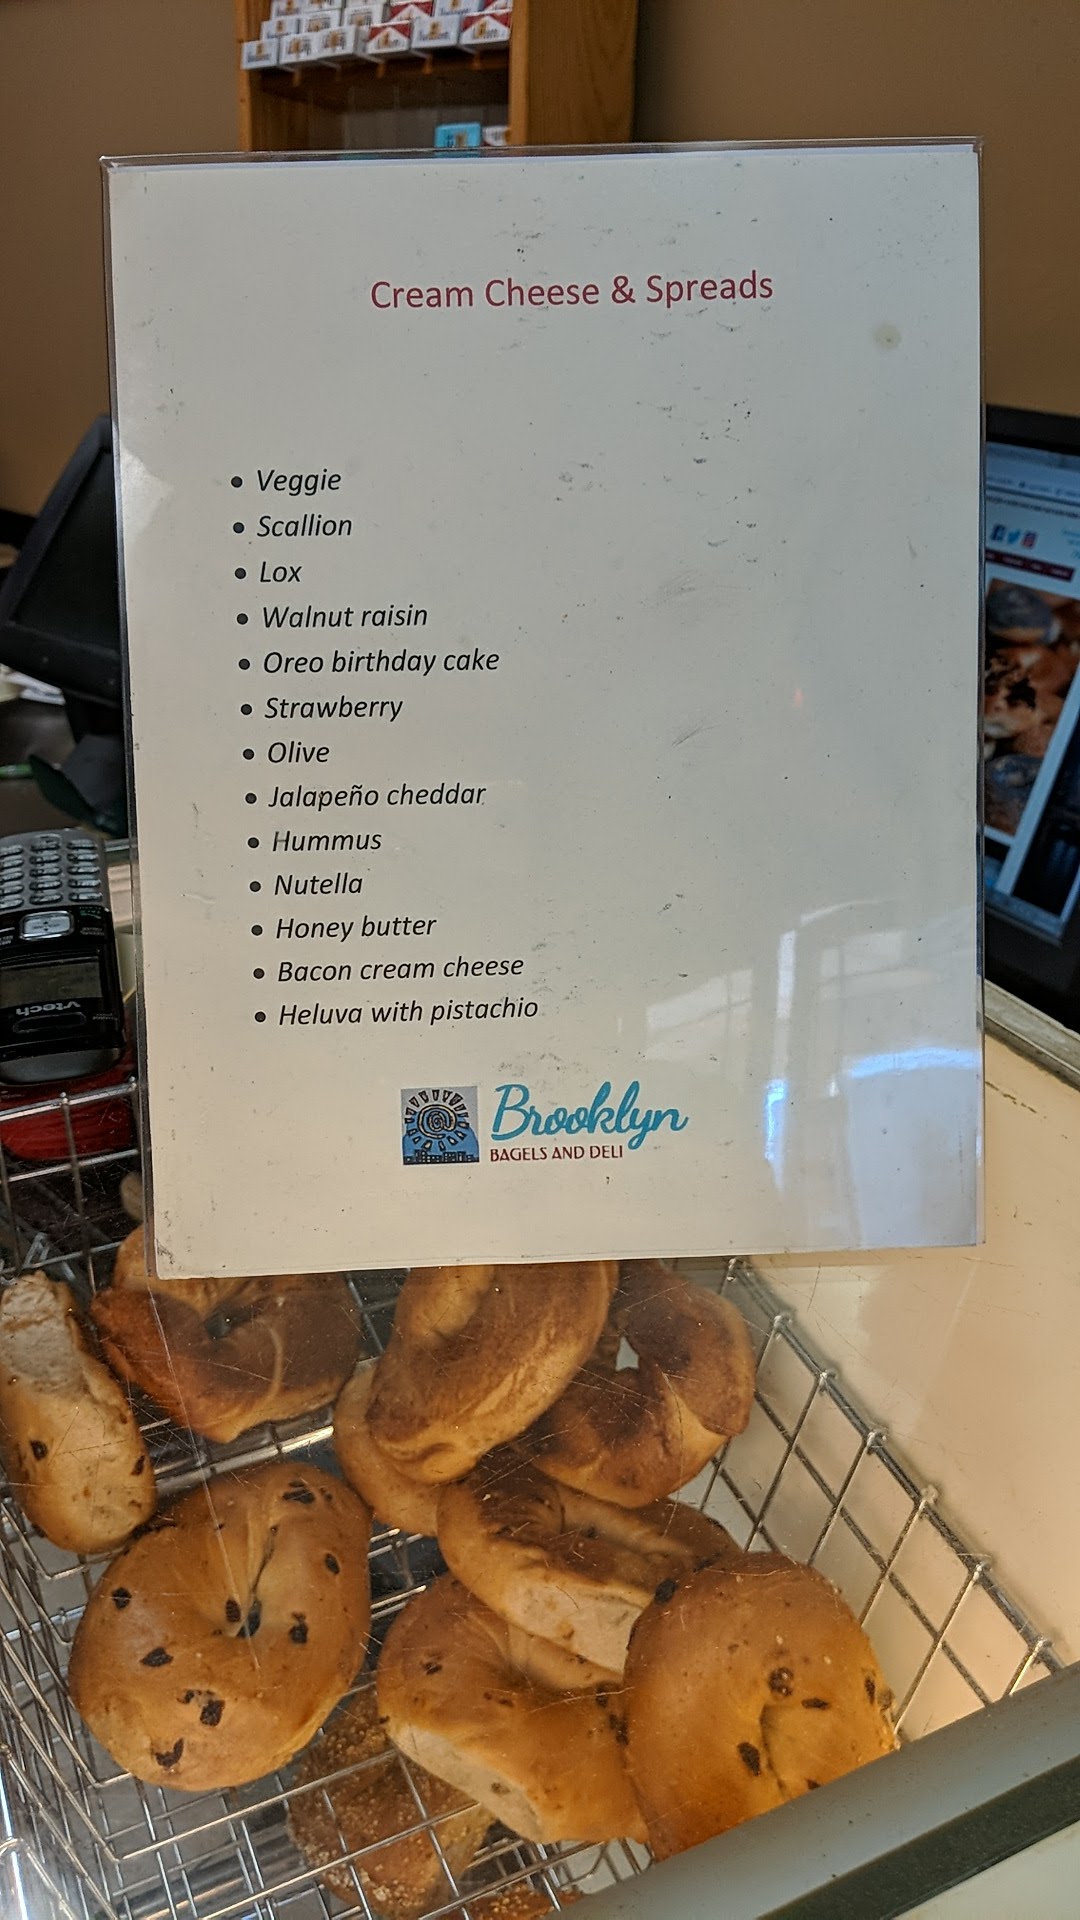 Cream Cheese & Spreads
• Veggie
• Scallion
• Lox
• Walnut raisin
• Oreo birthday cake
• Strawberry
• Olive
• Jalapeño cheddar
• Hummus
• Nutella
• Honey butter
• Bacon cream cheese
• Heluva with pistachio
Brooklyn
BAGELS AND DELI
vtech